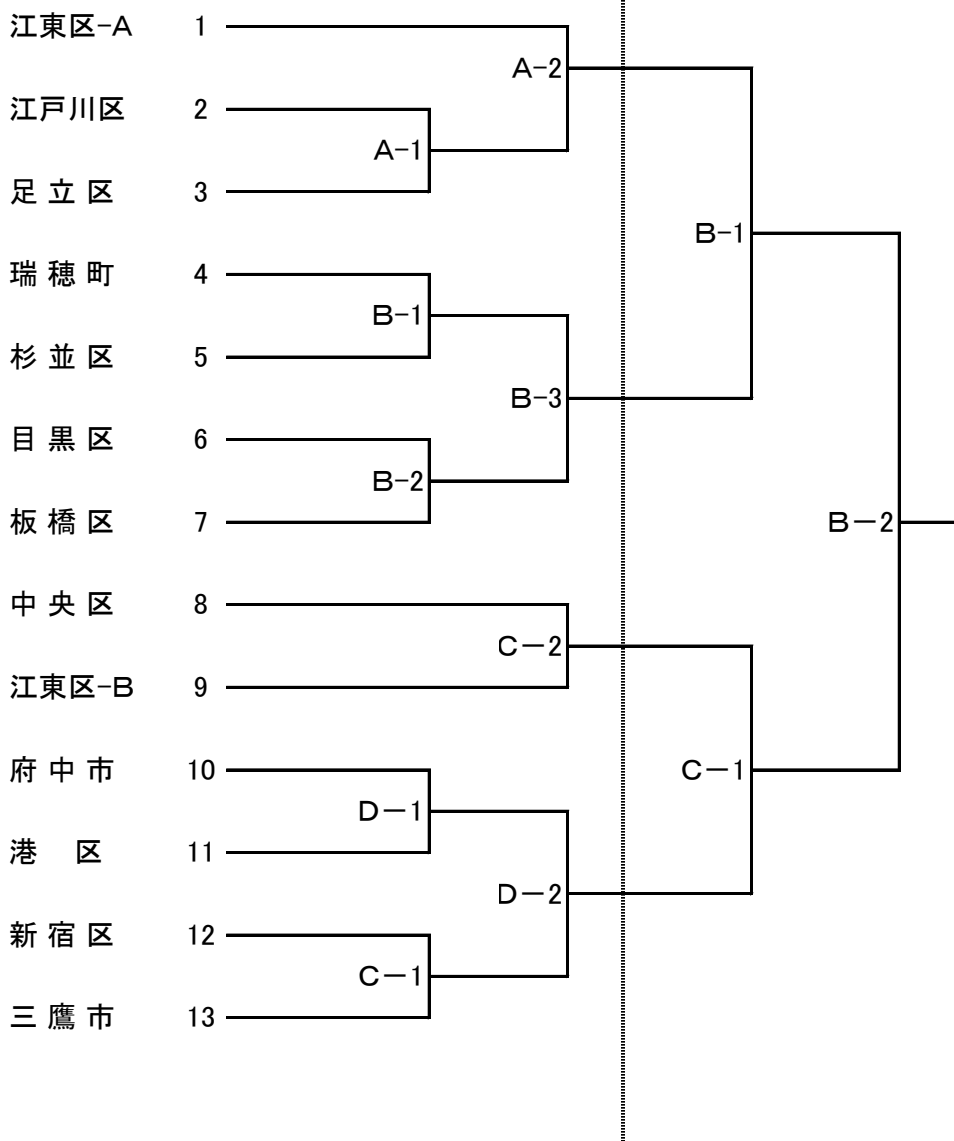 江東区-A 1
A-2
江戸川区 2
A-1
足立区 3
B-1
瑞穂町 4
B-1
杉並区 5
B-3
目黒区 6
B-2
板橋区 7
B－2
中央区 8
C－2
江東区-B 9
府中市 10
C－1
D－1
港 区 11
D－2
新宿区 12
C－1
三鷹市 13